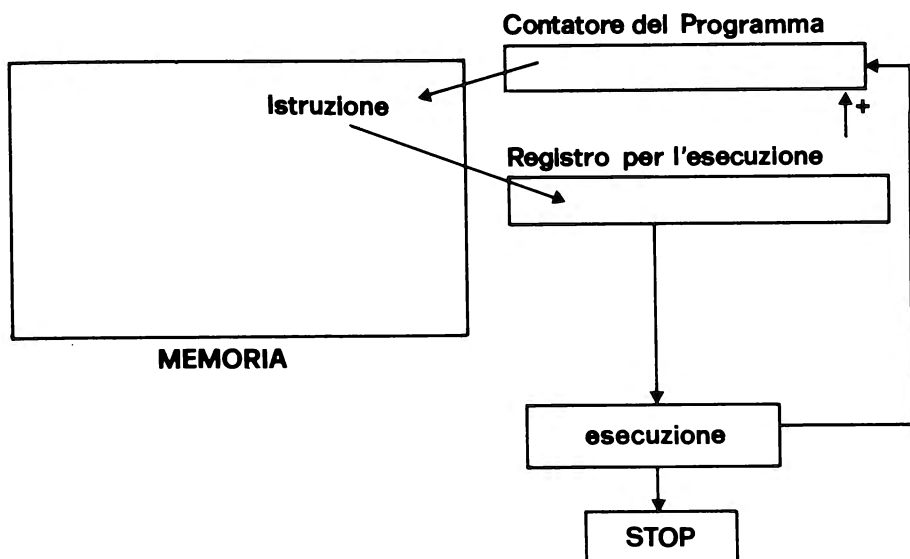 Contatore del Programma
Istruzione
+
Registro per l'esecuzione
MEMORIA
esecuzione
STOP